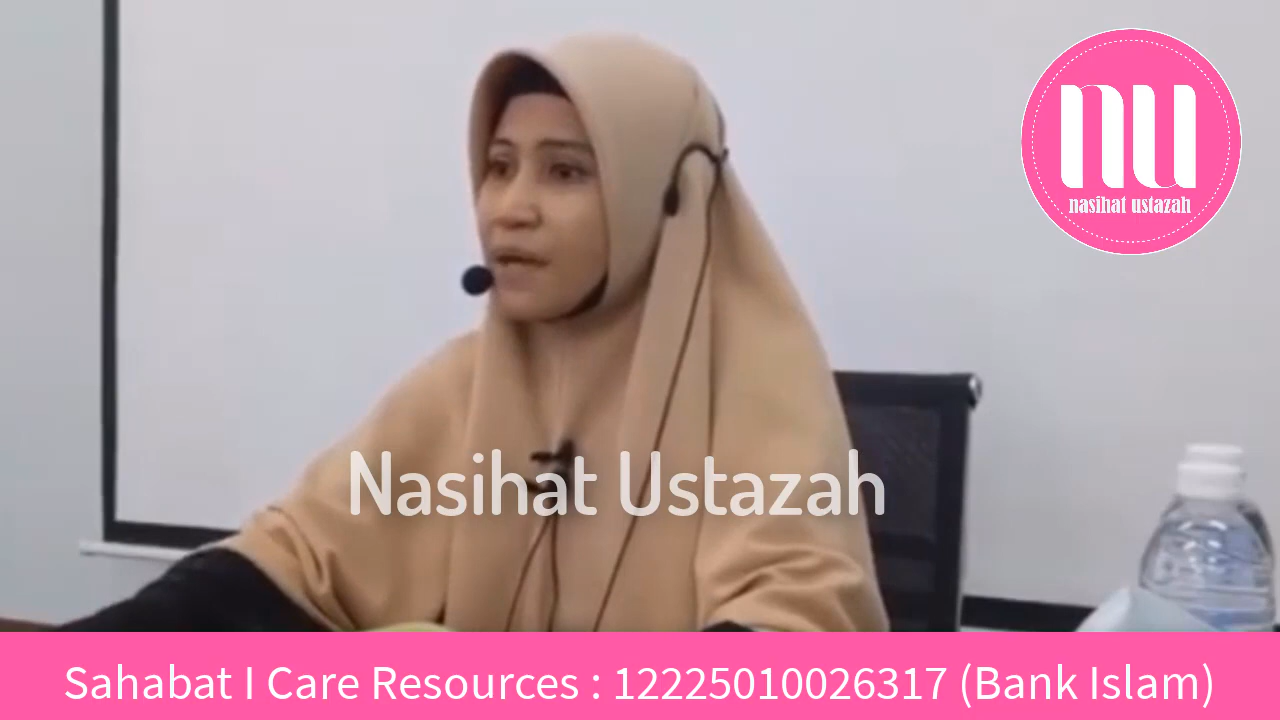 nu
nasihat ustazah
Nasihat Ustazah
Sahabat I Care Resources : 12225010026317 (Bank Islam)